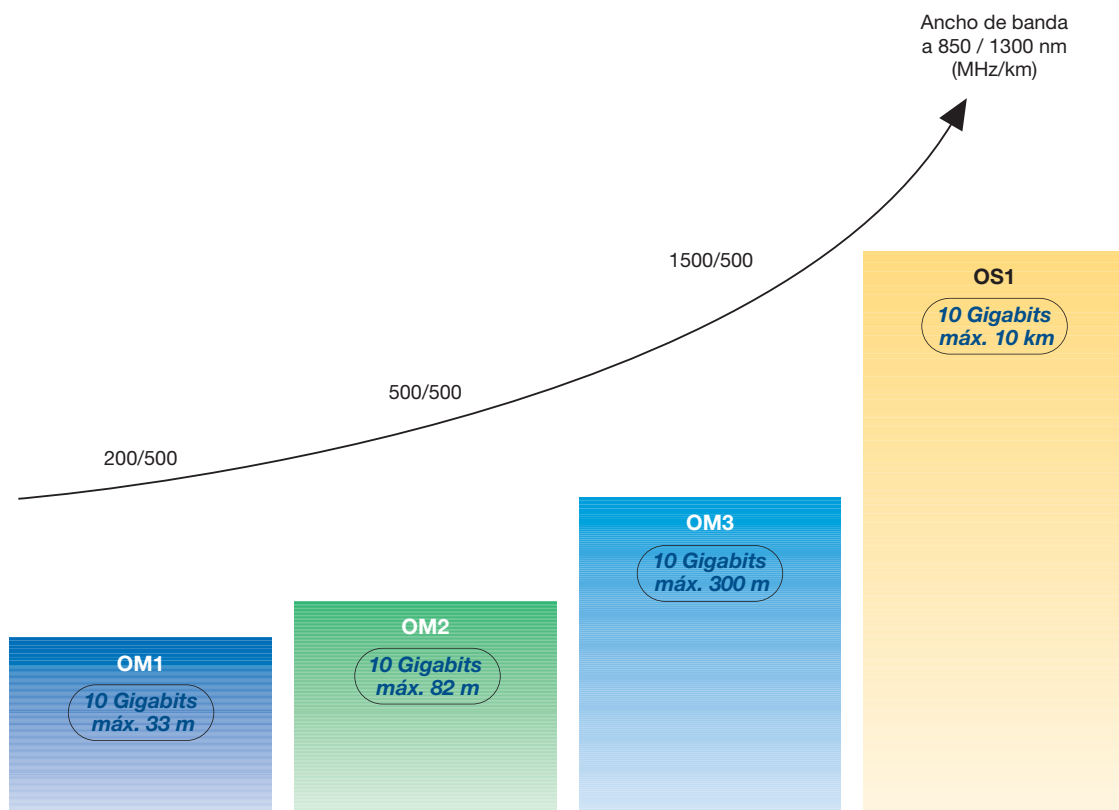 Ancho de banda
a 850 / 1300 nm
(MHz/km)
1500/500
500/500
200/500
OS1
10 Gigabits
máx. 10 km
OM3
10 Gigabits
máx. 300 m
OM2
10 Gigabits
máx. 82 m
OM1
10 Gigabits
máx. 33 m